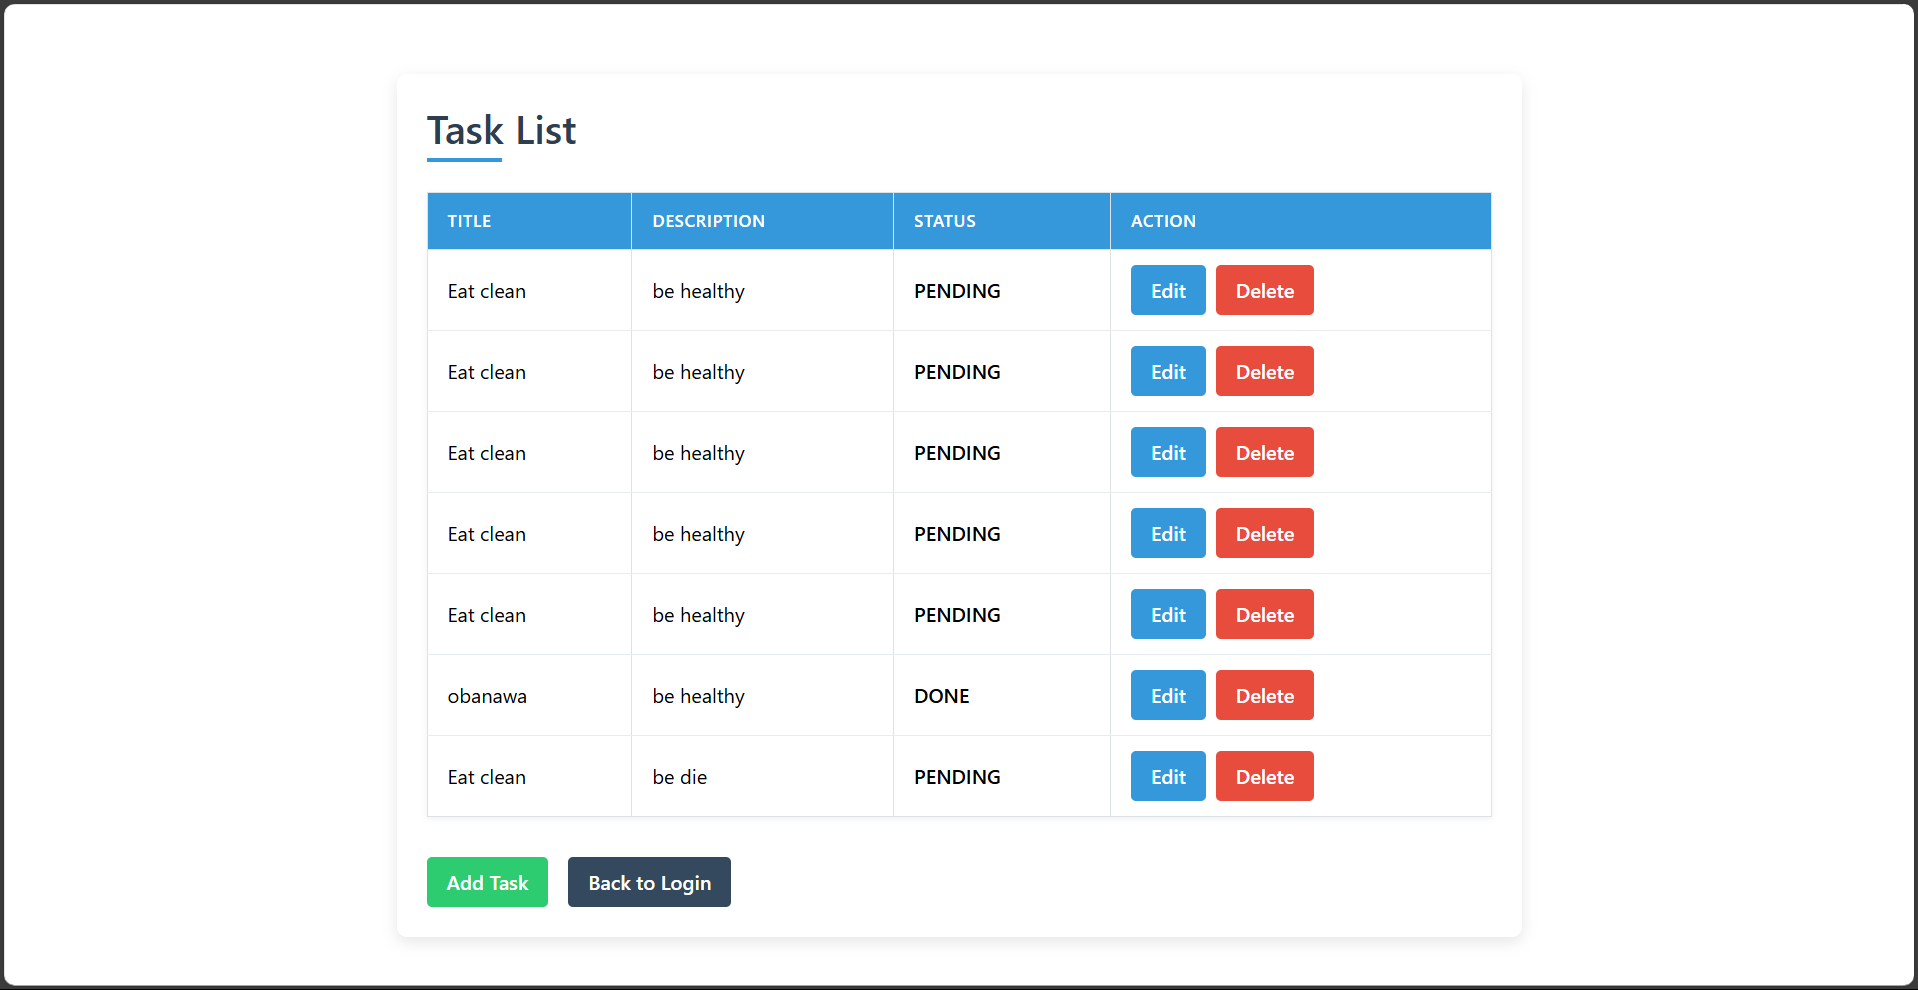 Task List
TITLE DESCRIPTION STATUS ACTION
Eat clean be healthy PENDING Edit Delete
Eat clean be healthy PENDING Edit Delete
Eat clean be healthy PENDING Edit Delete
Eat clean be healthy PENDING Edit Delete
Eat clean be healthy PENDING Edit Delete
obanawa be healthy DONE Edit Delete
Eat clean be die PENDING Edit Delete
Add Task Back to Login